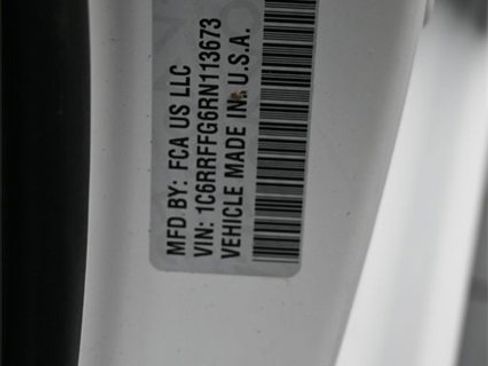 MFD BY: FCA US LLC
VIN: 1C6RRFFG6RN113673
VEHICLE MADE IN U.S.A.